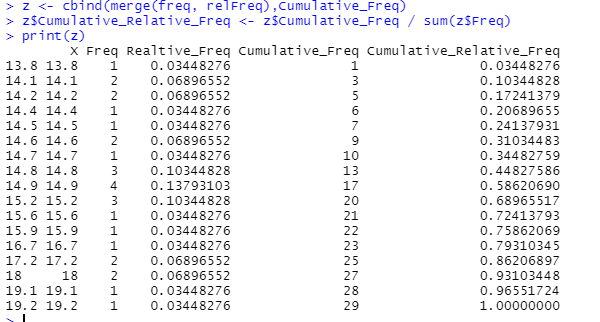 > z <- cbind(merge(freq, relFreq),Cumulative_Freq)
> z$Cumulative_Relative_Freq <- z$Cumulative_Freq / sum(z$Freq)
> print(z)
X Freq Realtive_Freq Cumulative_Freq Cumulative_Relative_Freq
13.8 13.8 1 0.03448276 1 0.03448276
14.1 14.1 2 0.06896552 3 0.10344828
14.2 14.2 2 0.06896552 5 0.17241379
14.4 14.4 1 0.03448276 6 0.20689655
14.5 14.5 1 0.03448276 7 0.24137931
14.6 14.6 2 0.06896552 9 0.31034483
14.7 14.7 1 0.03448276 10 0.34482759
14.8 14.8 3 0.10344828 13 0.44827586
14.9 14.9 4 0.13793103 17 0.58620690
15.2 15.2 3 0.10344828 20 0.68965517
15.6 15.6 1 0.03448276 21 0.72413793
15.9 15.9 1 0.03448276 22 0.75862069
16.7 16.7 1 0.03448276 23 0.79310345
17.2 17.2 2 0.06896552 25 0.86206897
18 18 2 0.06896552 27 0.93103448
19.1 19.1 1 0.03448276 28 0.96551724
19.2 19.2 1 0.03448276 29 1.00000000
>